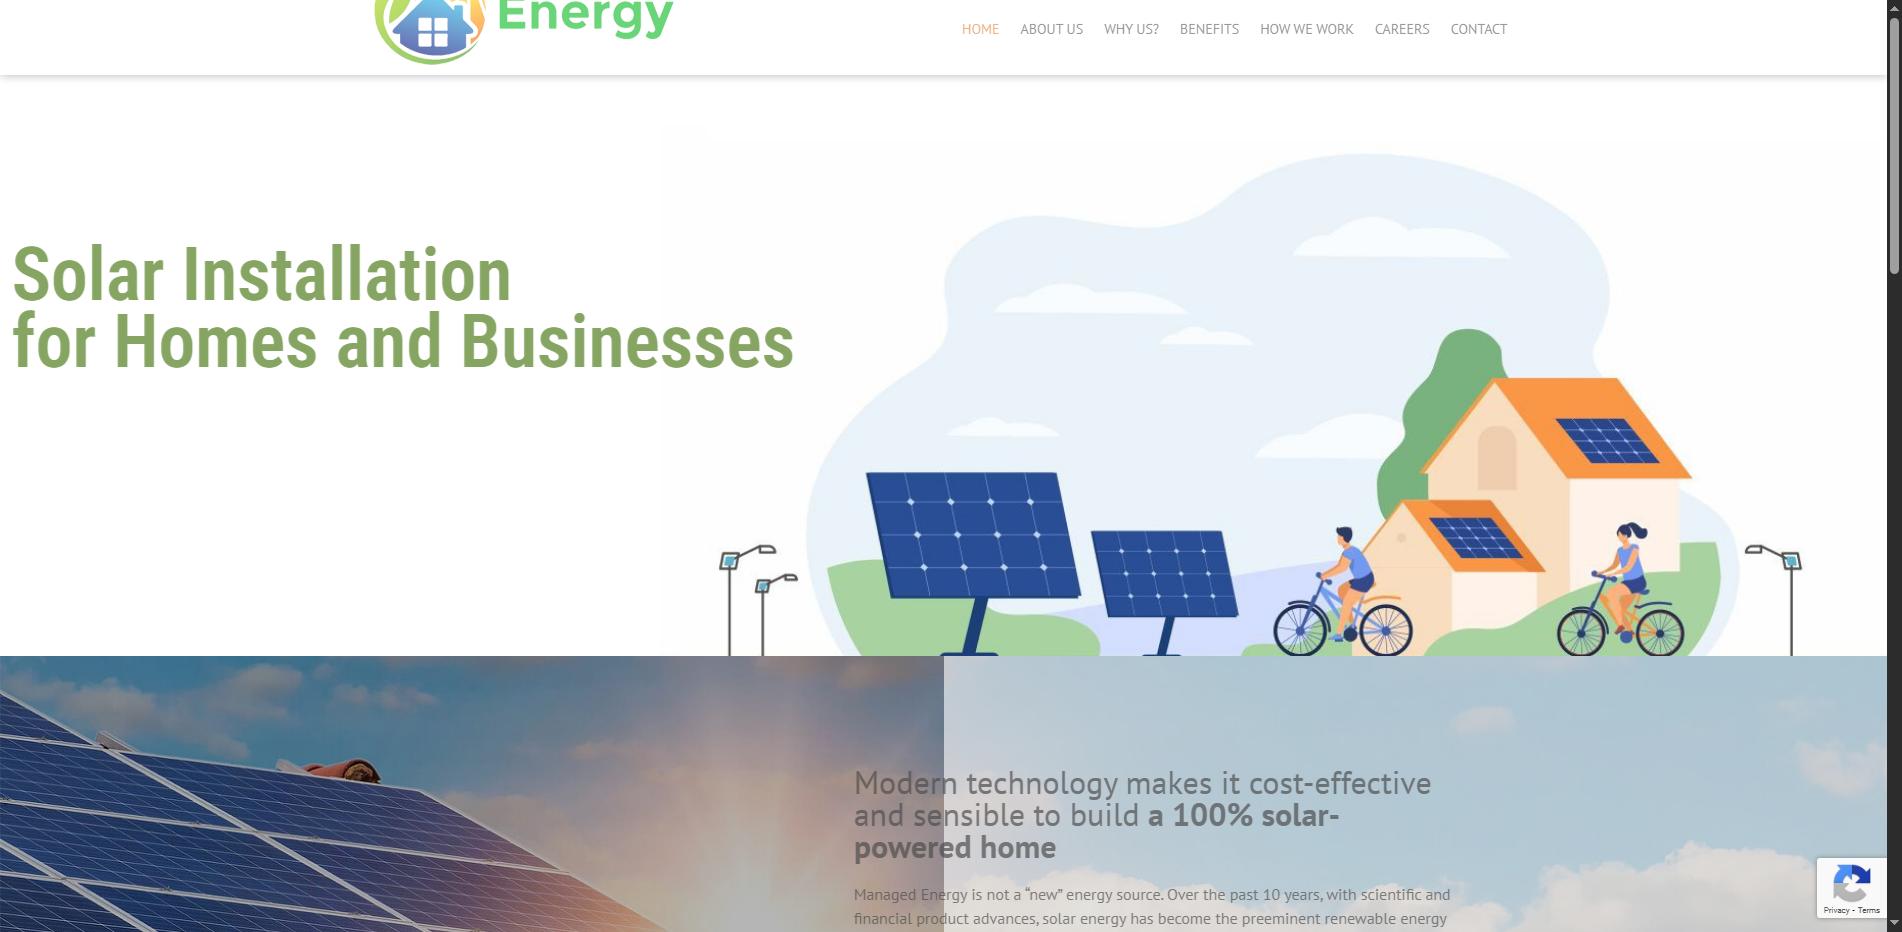 Energy
HOME ABOUT US WHY US? BENEFITS HOW WE WORK CAREERS CONTACT
Solar Installation
for Homes and Businesses
Modern technology makes it cost-effective
and sensible to build a 100% solar-
powered home
Managed Energy is not a “new” energy source. Over the past 10 years, with scientific and
financial product advances, solar energy has become the preeminent renewable energy
Privacy - Terms